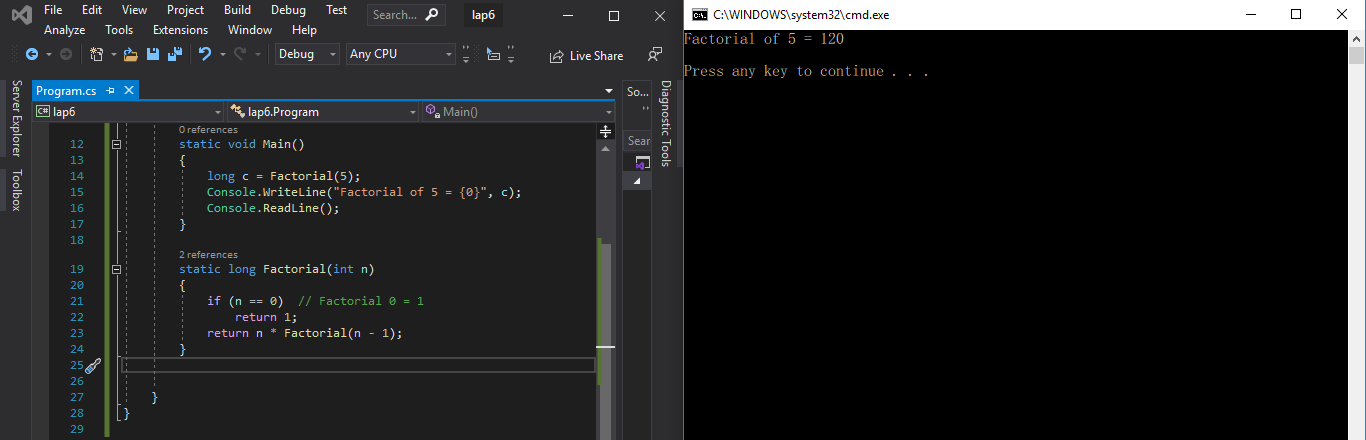 File Edit View Project Build Debug Test
Search... lap6
Analyze Tools Extensions Window Help
Debug Any CPU Live Share
Server Explorer
Toolbox
Program.cs
C# lap6 lap6.Program Main()
0 references
12 static void Main()
13 {
14 long c = Factorial(5);
15 Console.WriteLine("Factorial of 5 = {0}", c);
16 Console.ReadLine();
17 }
18
2 references
19 static long Factorial(int n)
20 {
21 if (n == 0) // Factorial 0 = 1
22 return 1;
23 return n * Factorial(n - 1);
24 }
25
26
27 }
28 }
29
So...
Sear
Diagnostic Tools
C:\WINDOWS\system32\cmd.exe
Factorial of 5 = 120
Press any key to continue . . .